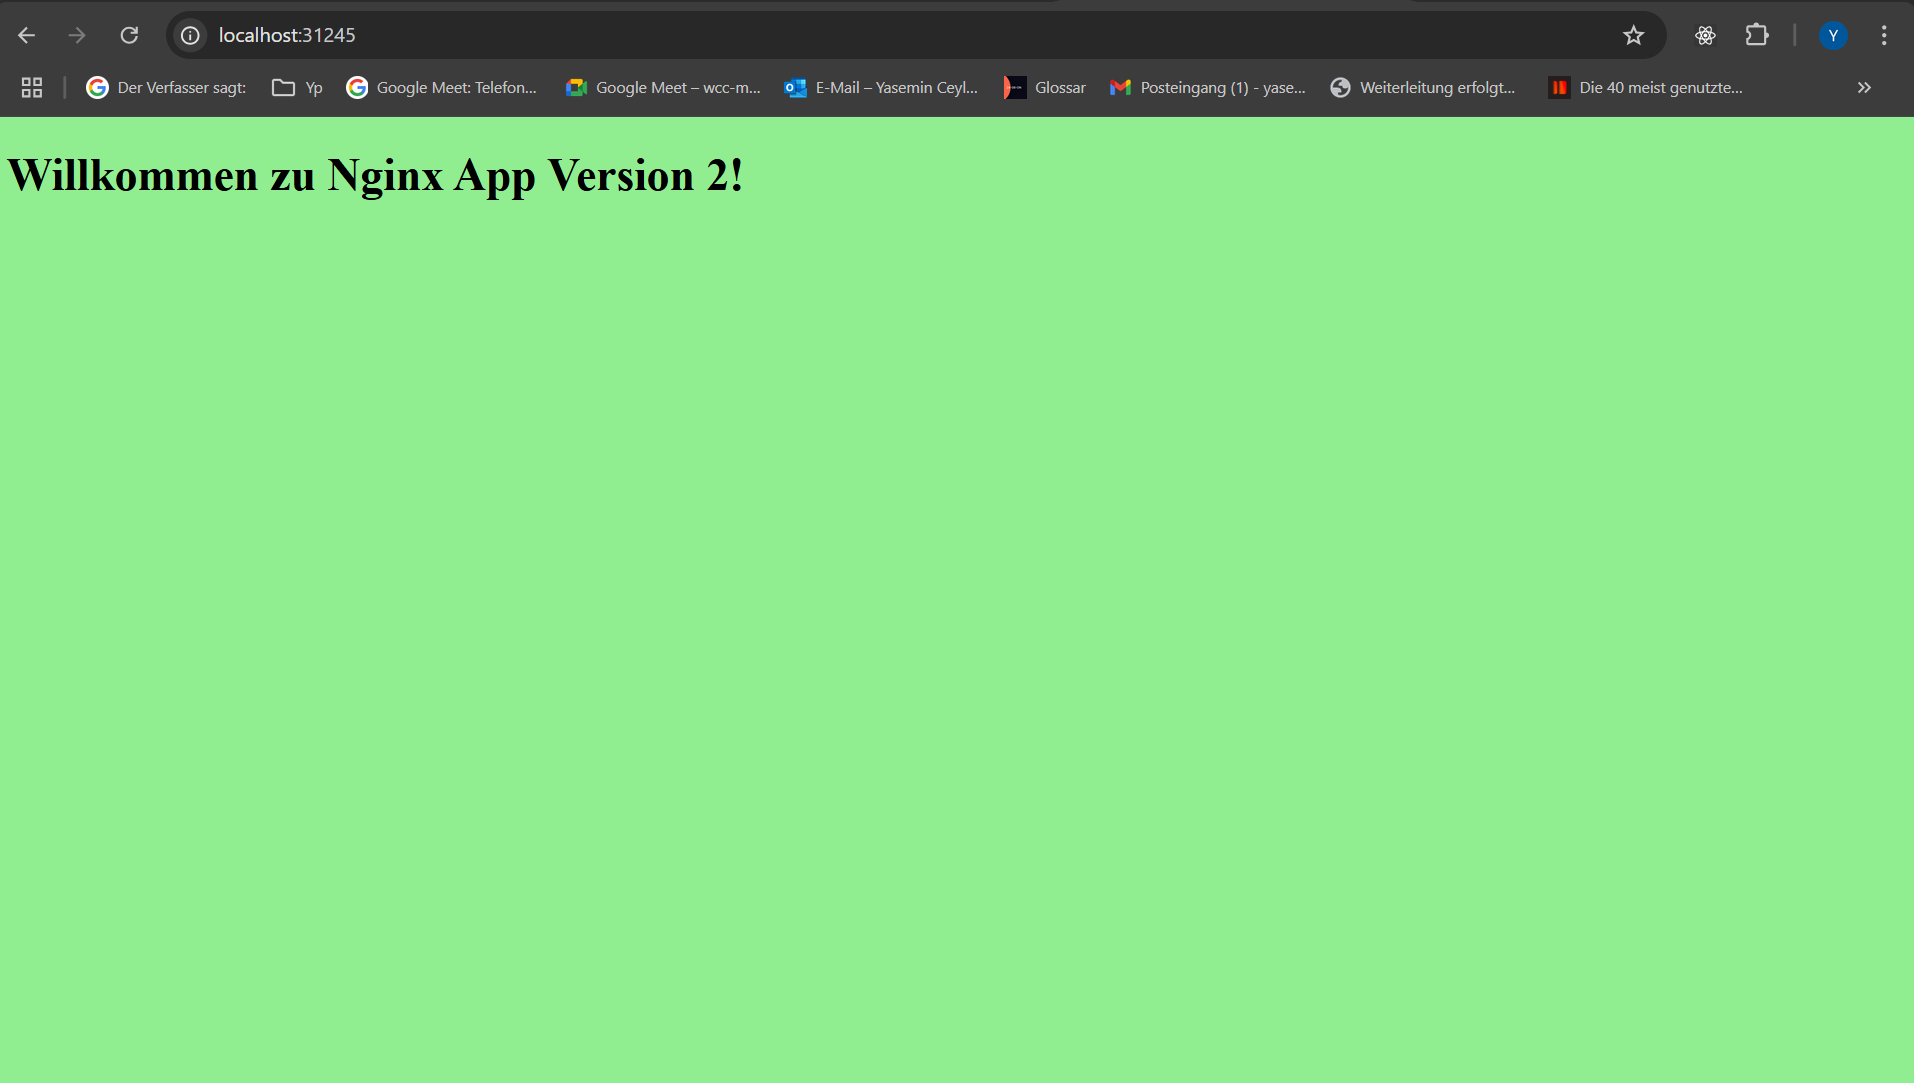 localhost:31245
Y
Der Verfasser sagt:
Yp
Google Meet: Telefon...
Google Meet – wcc-m...
E-Mail – Yasemin Ceyl...
Glossar
Posteingang (1) - yase...
Weiterleitung erfolgt...
Die 40 meist genutzte...
Willkommen zu Nginx App Version 2!